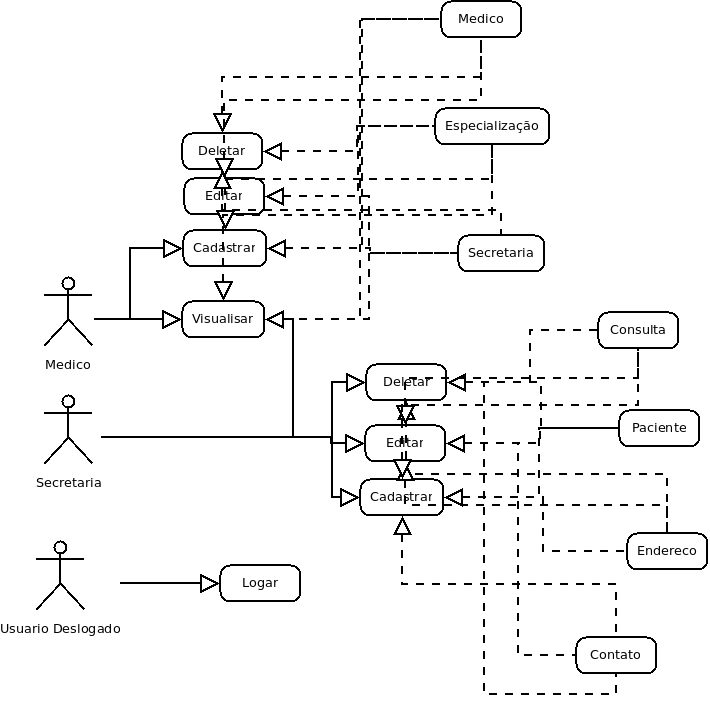 Medico
Especialização
Deletar
Editar
Cadastrar
Secretaria
Visualisar
Medico
Consulta
Deletar
Paciente
Editar
Secretaria
Cadastrar
Endereco
Logar
Usuario Deslogado
Contato